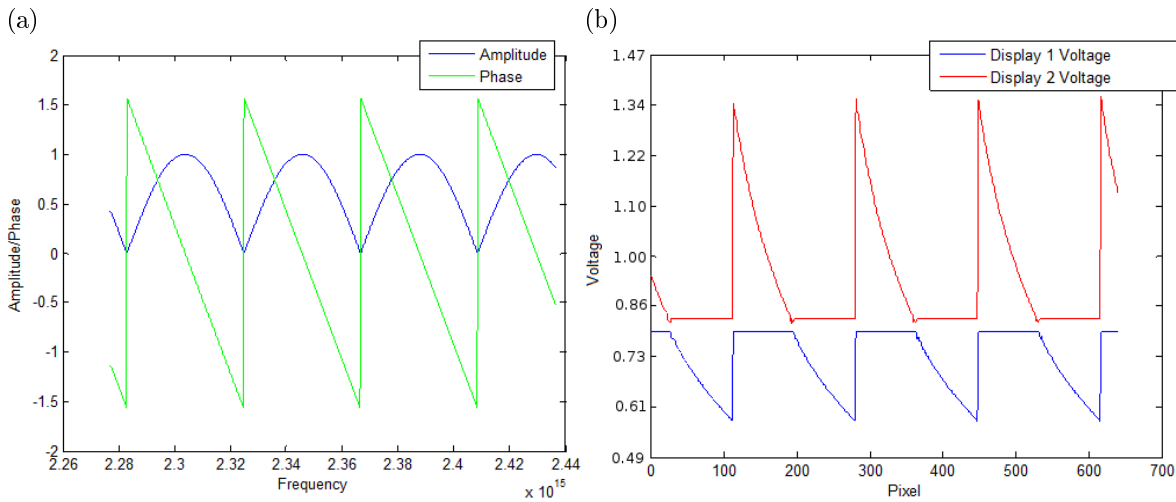 (a)
Amplitude
Phase
2
1.5
1
0.5
0
-0.5
-1
-1.5
-2
Amplitude/Phase
2.26 2.28 2.3 2.32 2.34 2.36 2.38 2.4 2.42 2.44
Frequency
x 10^15
(b)
Display 1 Voltage
Display 2 Voltage
1.47
1.34
1.22
1.10
1.00
0.86
0.73
0.61
0.49
Voltage
0 100 200 300 400 500 600 700
Pixel